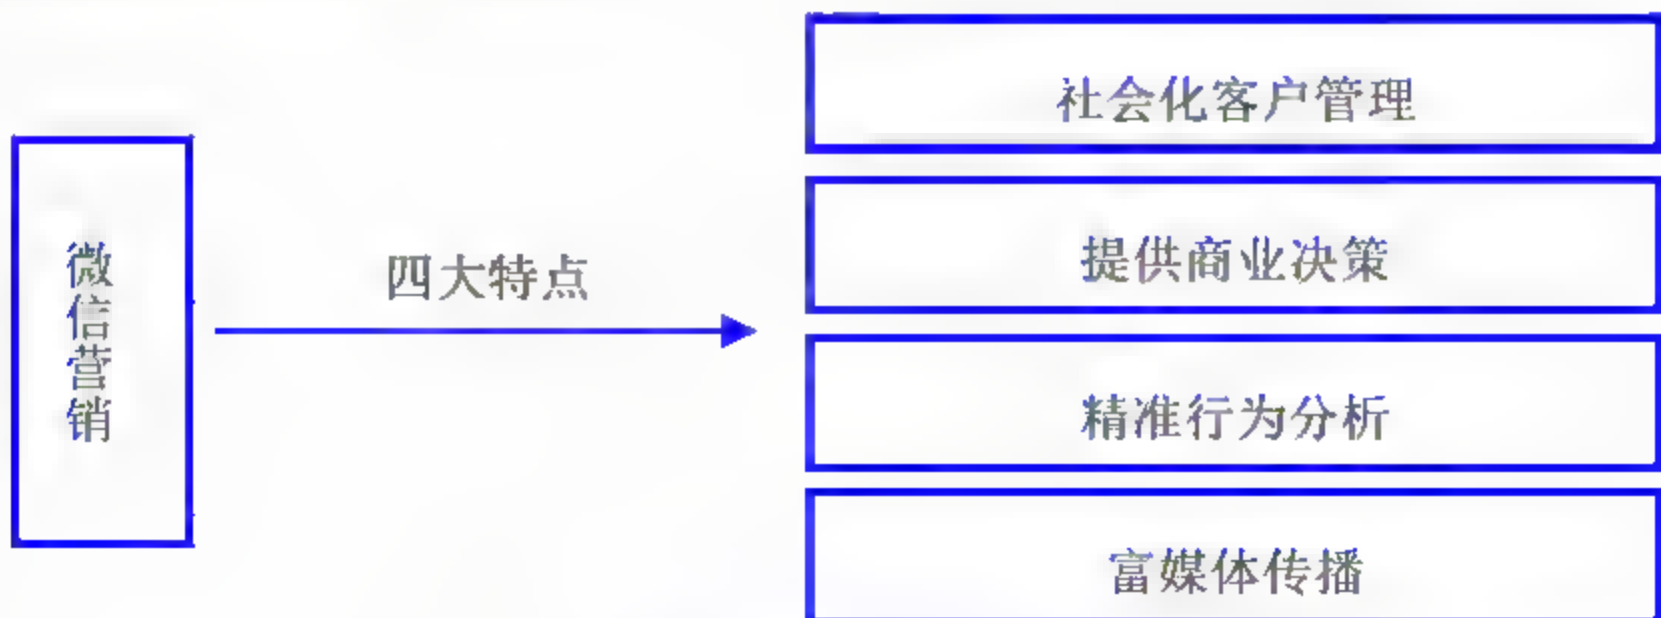 微信营销
四大特点
社会化客户管理
提供商业决策
精准行为分析
富媒体传播